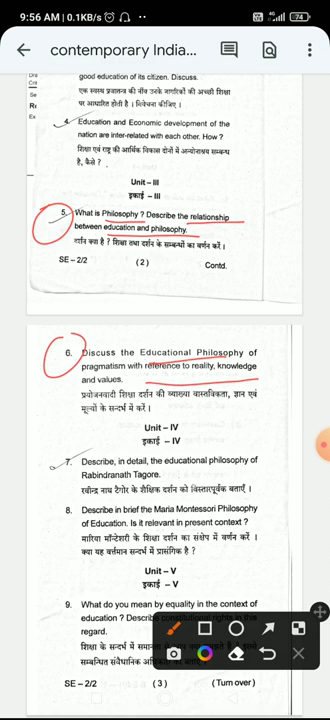 9:56 AM | 0.1KB/s
74
contemporary India...
good education of its citizen. Discuss.
एक स्वस्थ प्रजातन्त्र की नींव उनके नागरिकों की अच्छी शिक्षा
पर आधारित होती है । विवेचना कीजिए ।
4. Education and Economic development of the
nation are inter-related with each other. How ?
शिक्षा एवं राष्ट्र की आर्थिक विकास दोनों में अन्योन्याश्रय सम्बन्ध
है, कैसे ?
Unit – III
इकाई – III
5. What is Philosophy ? Describe the relationship
between education and philosophy.
दर्शन क्या है ? शिक्षा तथा दर्शन के सम्बन्धों का वर्णन करें ।
SE – 2/2 ( 2 ) Contd.
6. Discuss the Educational Philosophy of
pragmatism with reference to reality, knowledge
and values.
प्रयोजनवादी शिक्षा दर्शन की व्याख्या वास्तविकता, ज्ञान एवं
मूल्यों के सन्दर्भ में करें ।
Unit – IV
इकाई – IV
7. Describe, in detail, the educational philosophy of
Rabindranath Tagore.
रवीन्द्र नाथ टैगोर के शैक्षिक दर्शन को विस्तारपूर्वक बताएँ ।
8. Describe in brief the Maria Montessori Philosophy
of Education. Is it relevant in present context ?
मारिया मॉन्टेशरी के शिक्षा दर्शन का संक्षेप में वर्णन करें ।
क्या यह वर्तमान सन्दर्भ में प्रासंगिक है ?
Unit – V
इकाई – V
9. What do you mean by equality in the context of
education ? Describe constitutional rights in this
regard.
शिक्षा के सन्दर्भ में
सम्बन्धित संवैधानिक
SE – 2/2 ( 3 ) (Turn over)